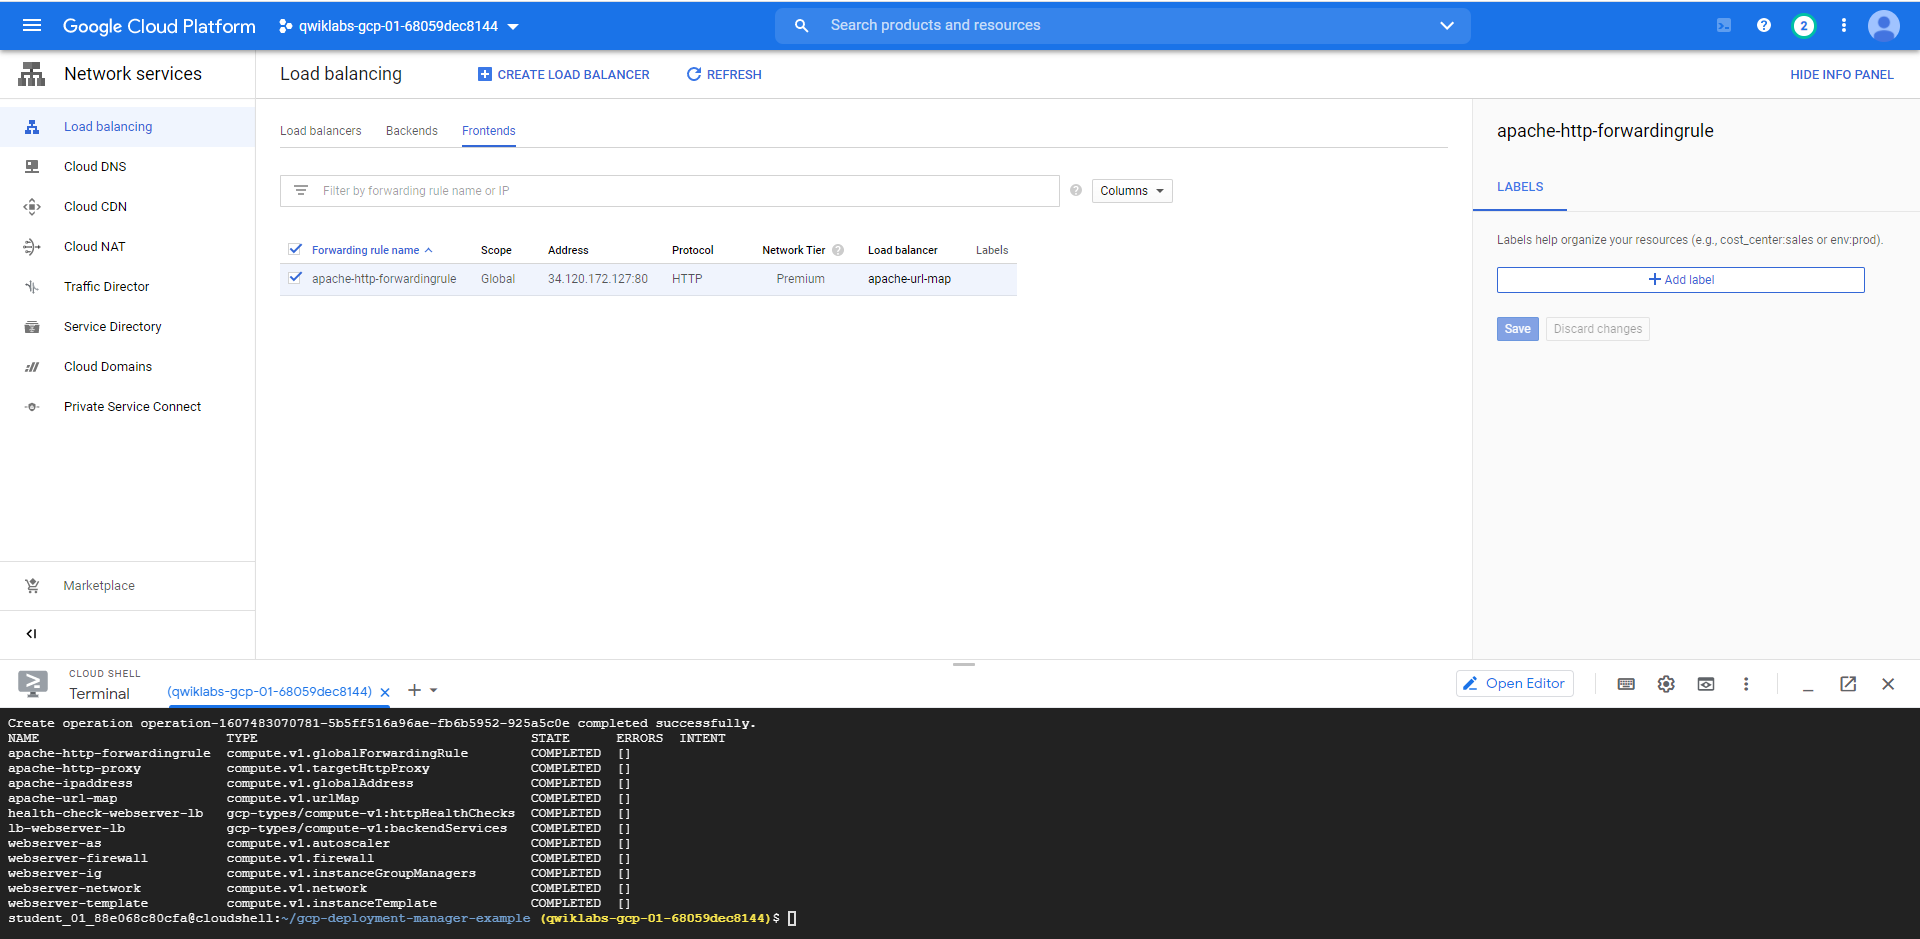 Google Cloud Platform
qwiklabs-gcp-01-68059dec8144
Search products and resources
2
Network services
Load balancing
CREATE LOAD BALANCER
REFRESH
HIDE INFO PANEL
Load balancing
Cloud DNS
Cloud CDN
Cloud NAT
Traffic Director
Service Directory
Cloud Domains
Private Service Connect
Marketplace
Load balancers Backends Frontends
Filter by forwarding rule name or IP
Columns
Forwarding rule name Scope Address Protocol Network Tier Load balancer Labels
apache-http-forwardingrule Global 34.120.172.127:80 HTTP Premium apache-url-map
apache-http-forwardingrule
LABELS
Labels help organize your resources (e.g., cost_center:sales or env:prod).
Add label
Save Discard changes
CLOUD SHELL
Terminal
(qwiklabs-gcp-01-68059dec8144)
Open Editor
Create operation operation-1607483070781-5b5ff516a96ae-fb6b5952-925a5c0e completed successfully.
NAME TYPE STATE ERRORS INTENT
apache-http-forwardingrule compute.v1.globalForwardingRule COMPLETED []
apache-http-proxy compute.v1.targetHttpProxy COMPLETED []
apache-ipaddress compute.v1.globalAddress COMPLETED []
apache-url-map compute.v1.urlMap COMPLETED []
health-check-webserver-lb gcp-types/compute-v1:httpHealthChecks COMPLETED []
lb-webserver-lb gcp-types/compute-v1:backendServices COMPLETED []
webserver-as compute.v1.autoscaler COMPLETED []
webserver-firewall compute.v1.firewall COMPLETED []
webserver-ig compute.v1.instanceGroupManagers COMPLETED []
webserver-network compute.v1.network COMPLETED []
webserver-template compute.v1.instanceTemplate COMPLETED []
student_01_88e068c80cfa@cloudshell:~/gcp-deployment-manager-example (qwiklabs-gcp-01-68059dec8144)$